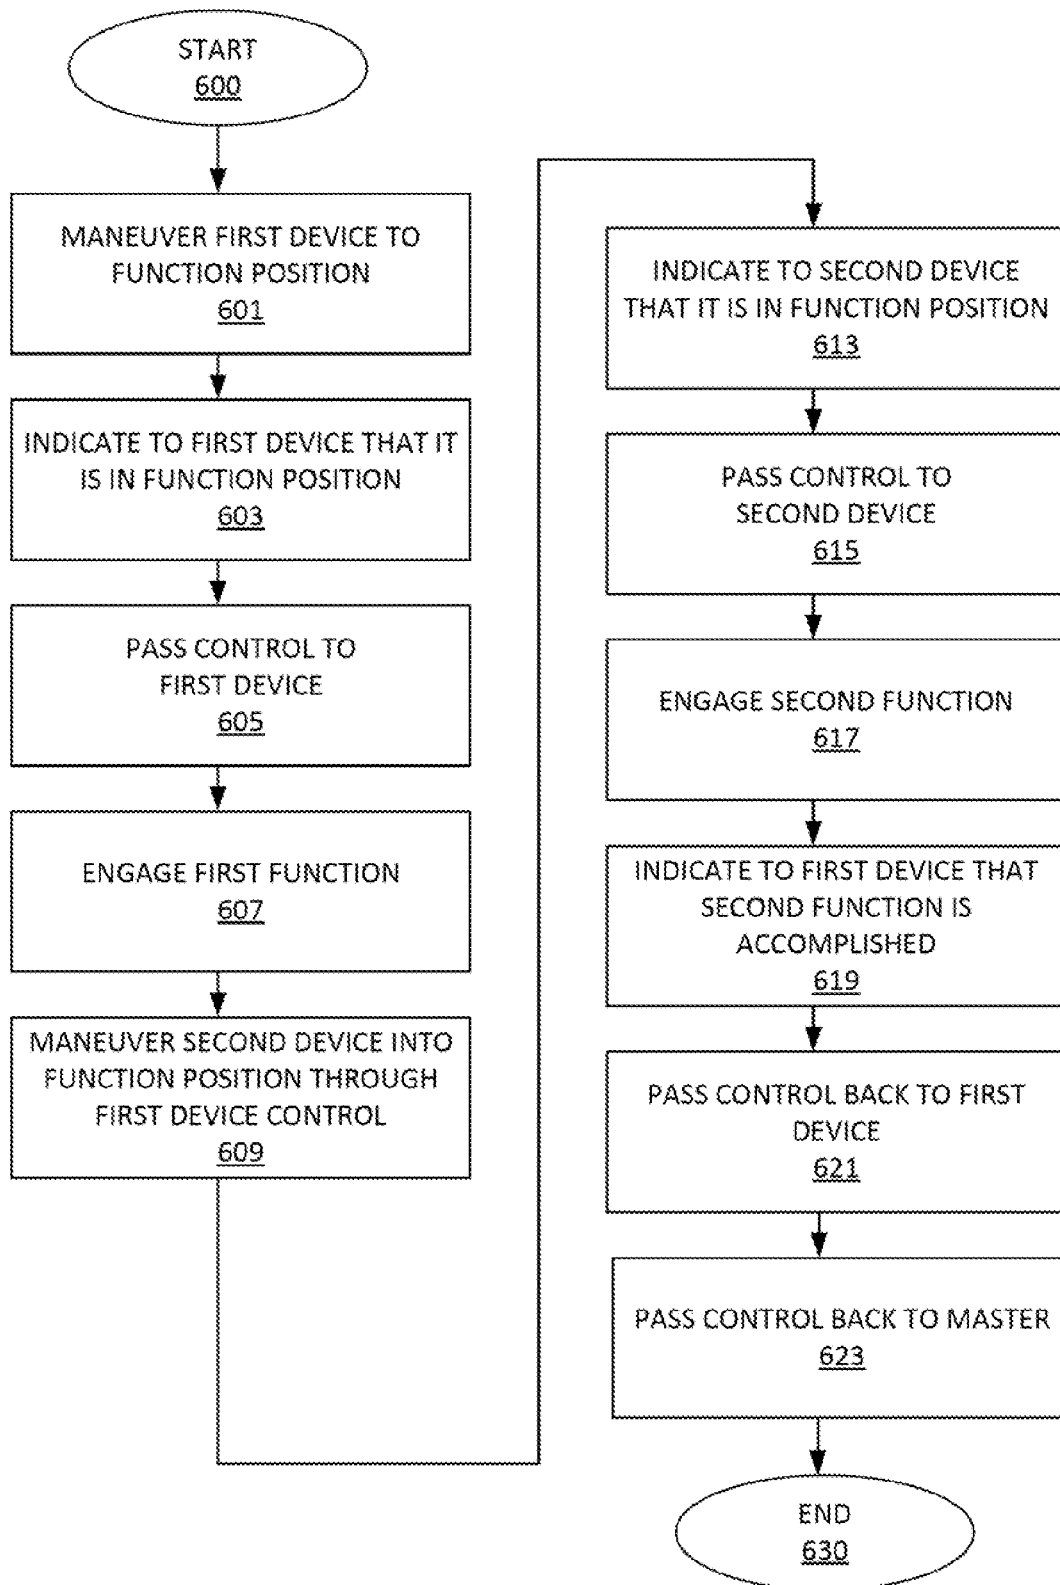 START
600
MANEUVER FIRST DEVICE TO
FUNCTION POSITION
601
INDICATE TO FIRST DEVICE THAT IT
IS IN FUNCTION POSITION
603
PASS CONTROL TO
FIRST DEVICE
605
ENGAGE FIRST FUNCTION
607
MANEUVER SECOND DEVICE INTO
FUNCTION POSITION THROUGH
FIRST DEVICE CONTROL
609
INDICATE TO SECOND DEVICE
THAT IT IS IN FUNCTION POSITION
613
PASS CONTROL TO
SECOND DEVICE
615
ENGAGE SECOND FUNCTION
617
INDICATE TO FIRST DEVICE THAT
SECOND FUNCTION IS
ACCOMPLISHED
619
PASS CONTROL BACK TO FIRST
DEVICE
621
PASS CONTROL BACK TO MASTER
623
END
630